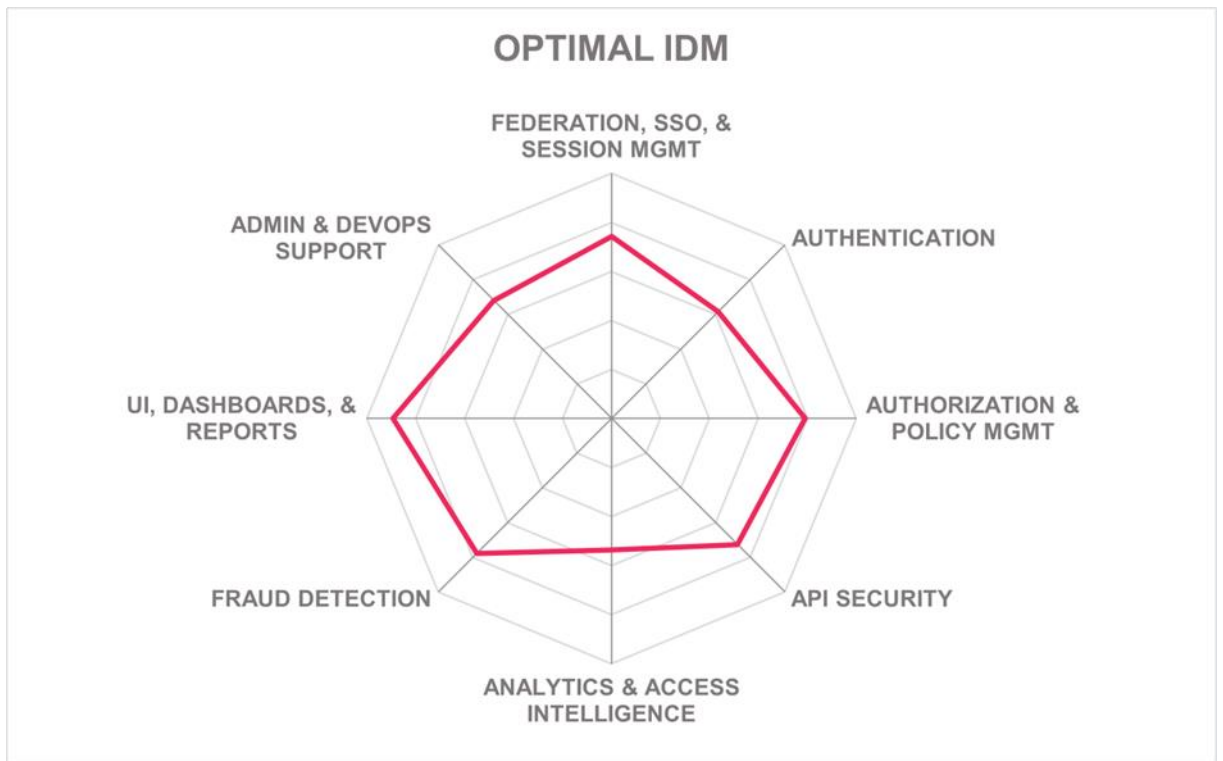 OPTIMAL IDM
FEDERATION, SSO, &
SESSION MGMT
ADMIN & DEVOPS
SUPPORT
AUTHENTICATION
UI, DASHBOARDS, &
REPORTS
AUTHORIZATION &
POLICY MGMT
FRAUD DETECTION
API SECURITY
ANALYTICS & ACCESS
INTELLIGENCE